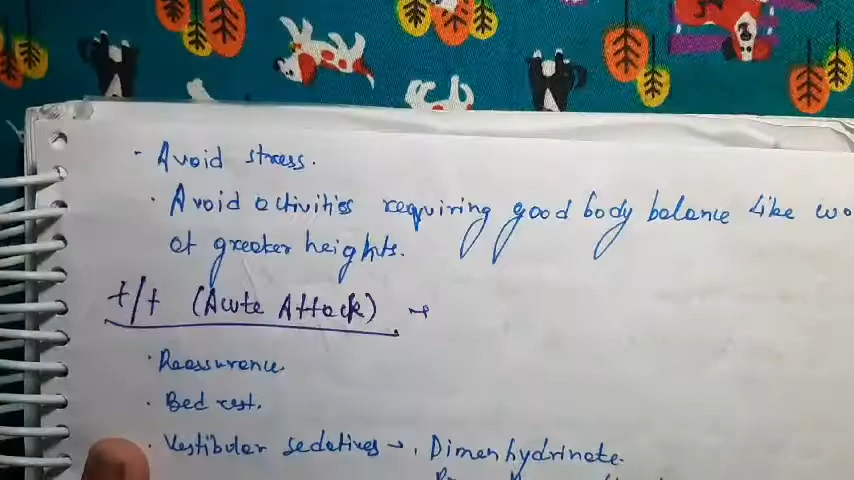 - Avoid stress.
· Avoid activities requiring good body balance like wo
at greater heights.
t/t (Acute Attack) →
· Reassurance
· Bed rest.
· Vestibular sedatives → · Dimenhydrinate.